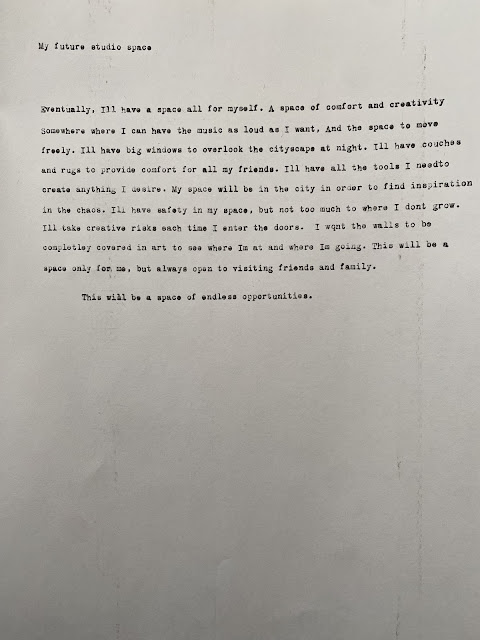 My future studio space
Eventually, Ill have a space all for myself. A space of comfort and creativity
Somewhere where I can have the music as loud as I want, And the space to move
freely. Ill have big windows to overlook the cityscape at night. Ill have couches
and rugs to provide comfort for all my friends. Ill have all the tools I needto
create anything I desire. My space will be in the city in order to find inspiration
in the chaos. Ill have safety in my space, but not too much to where I dont grow.
Ill take creative risks each time I enter the doors.  I wqnt the walls to be
completley covered in art to see where Im at and where Im going. This will be a
space only for me, but always open to visiting friends and family.
This will be a space of endless opportunities.